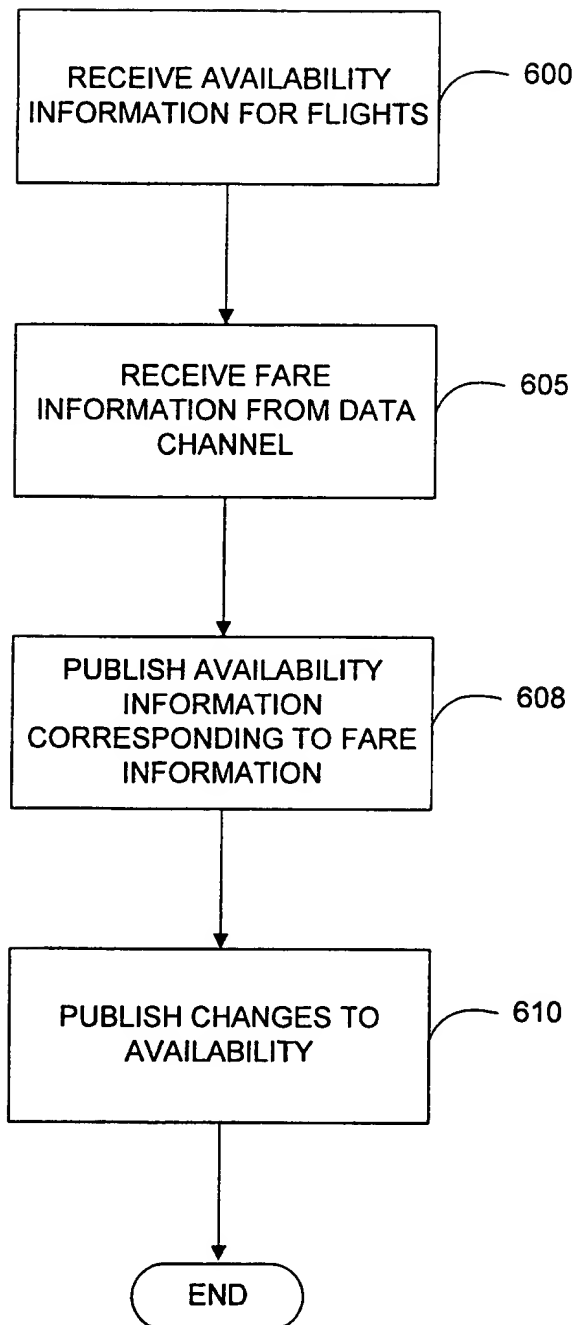 RECEIVE AVAILABILITY
INFORMATION FOR FLIGHTS
600
RECEIVE FARE
INFORMATION FROM DATA
CHANNEL
605
PUBLISH AVAILABILITY
INFORMATION
CORRESPONDING TO FARE
INFORMATION
608
PUBLISH CHANGES TO
AVAILABILITY
610
END